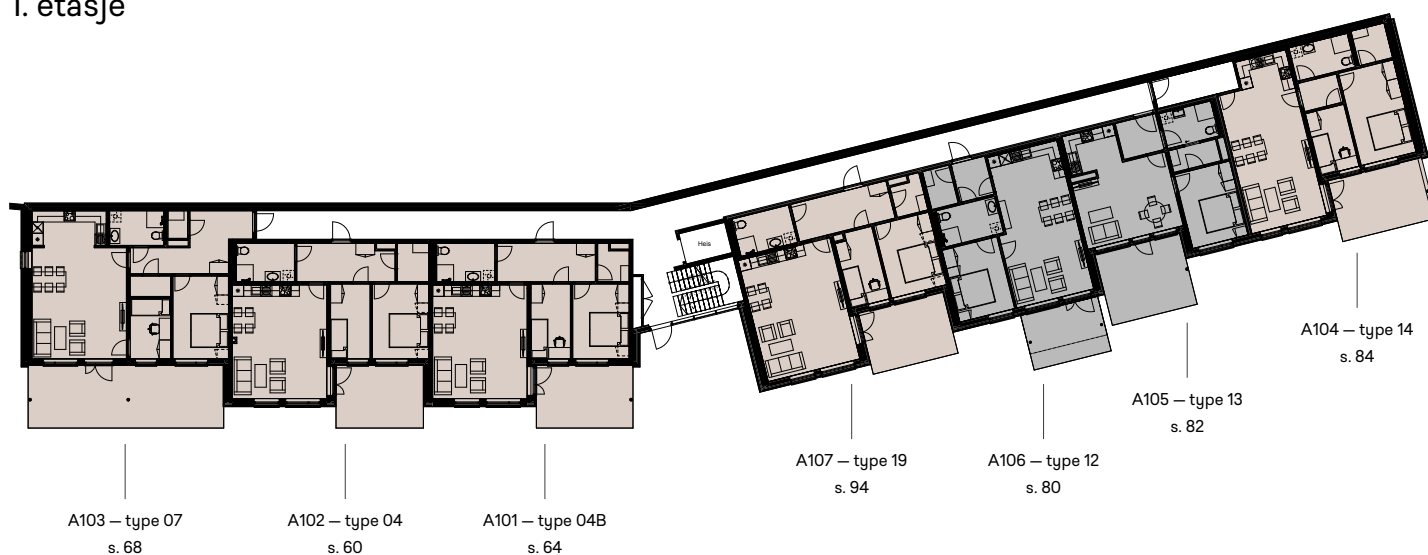 1. etasje
Heis
A104 — type 14
s. 84
A105 — type 13
s. 82
A107 — type 19
s. 94
A106 — type 12
s. 80
A103 — type 07
s. 68
A102 — type 04
s. 60
A101 — type 04B
s. 64